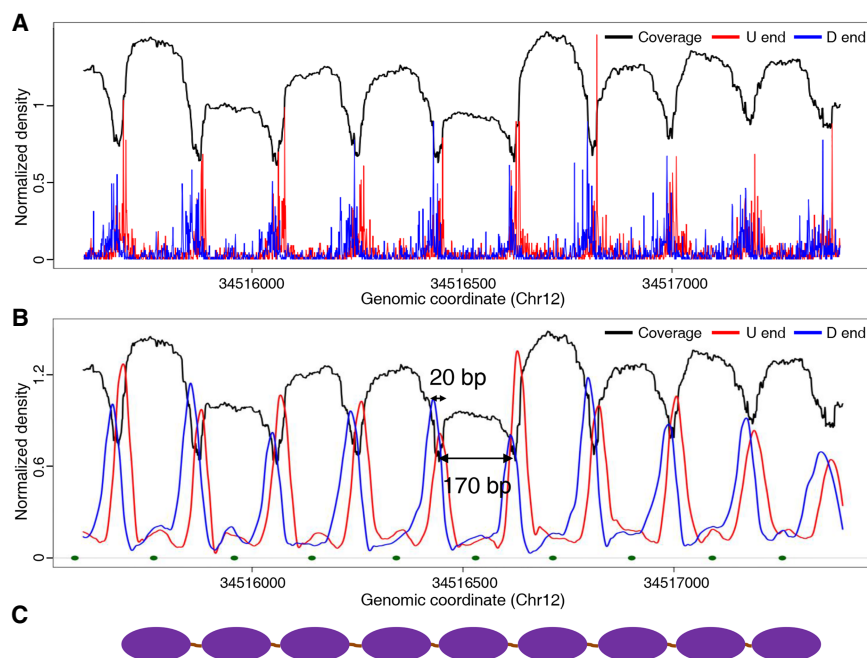 A
Coverage U end D end
Normalized density
1
0.5
0
34516000 34516500 34517000
Genomic coordinate (Chr12)
B
Coverage U end D end
Normalized density
1.2
0.6
0
20 bp
170 bp
34516000 34516500 34517000
Genomic coordinate (Chr12)
C